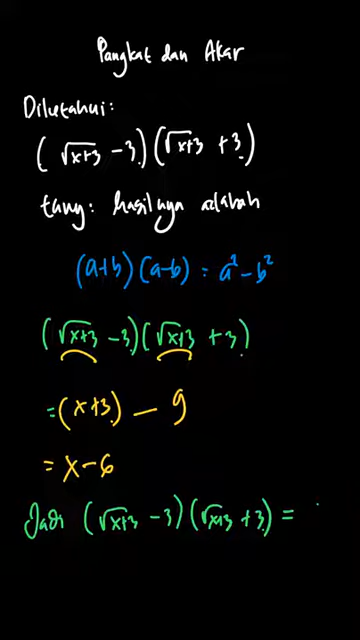 Pangkat dan Akar
Diketahui:
(√x+3 - 3)(√x+3 + 3)
tany: hasilnya adalah
(a+b)(a-b) = a² - b²
(√x+3 - 3)(√x+3 + 3)
= (x+3) - 9
= x - 6
Jadi (√x+3 - 3)(√x+3 + 3) =